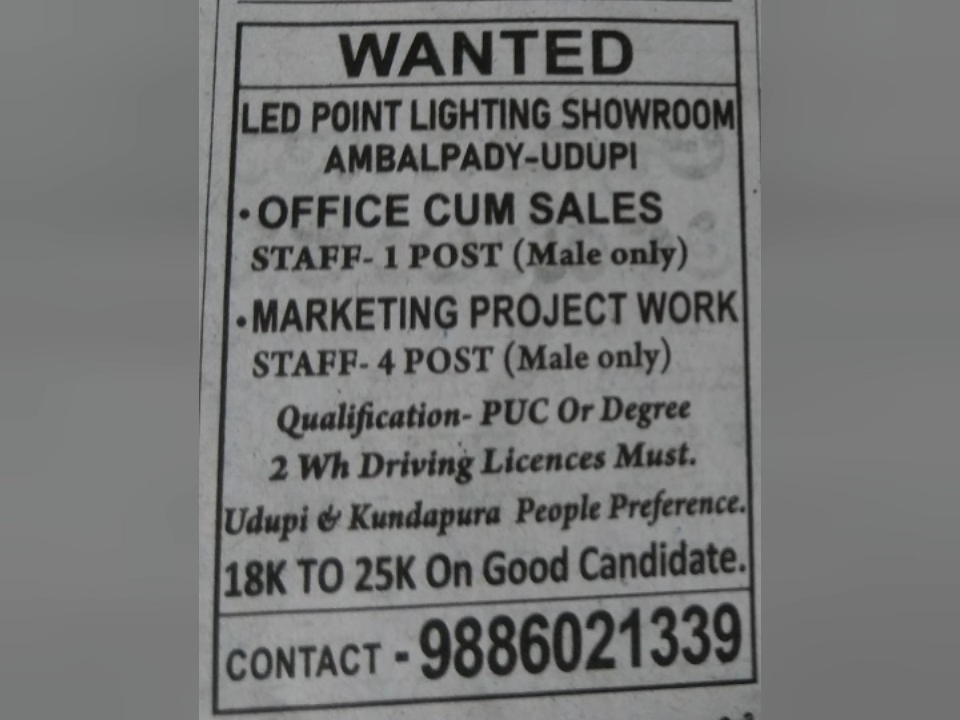 WANTED
LED POINT LIGHTING SHOWROOM
AMBALPADY-UDUPI
• OFFICE CUM SALES
STAFF- 1 POST (Male only)
• MARKETING PROJECT WORK
STAFF- 4 POST (Male only)
Qualification- PUC Or Degree
2 Wh Driving Licences Must.
Udupi & Kundapura People Preference.
18K TO 25K On Good Candidate.
CONTACT - 9886021339